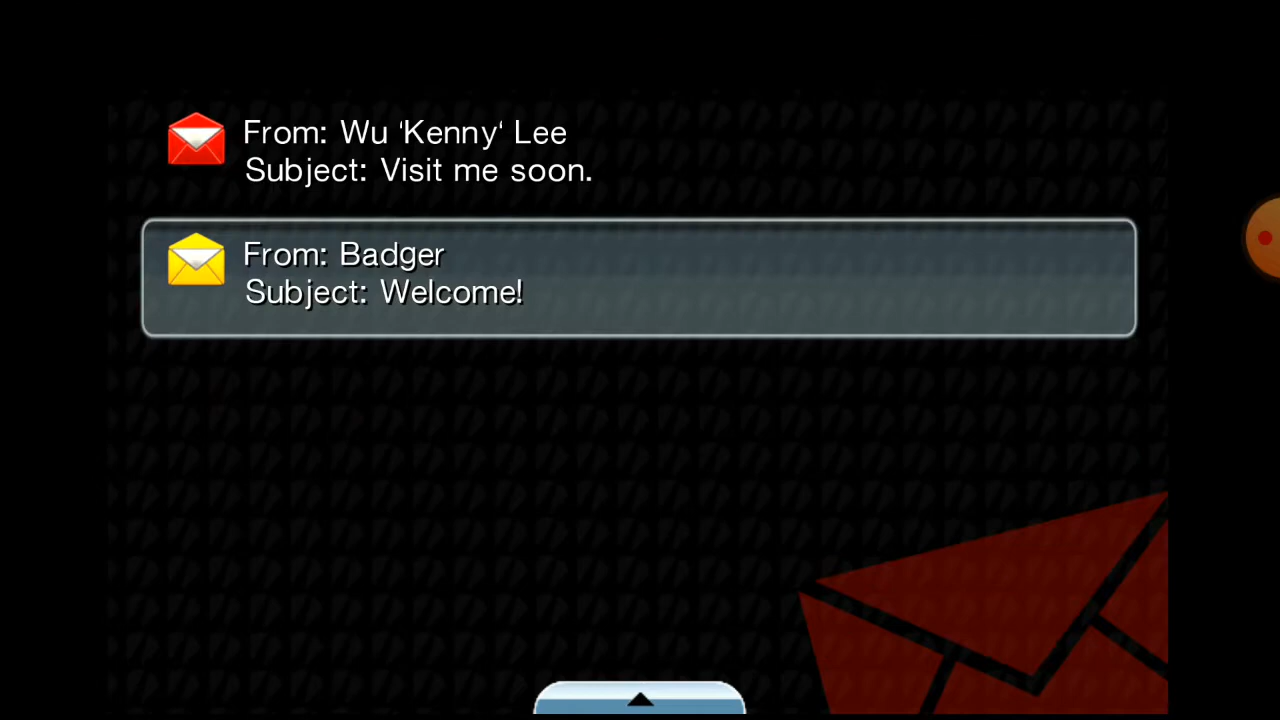 From: Wu ‘Kenny‘ Lee
Subject: Visit me soon.
From: Badger
Subject: Welcome!